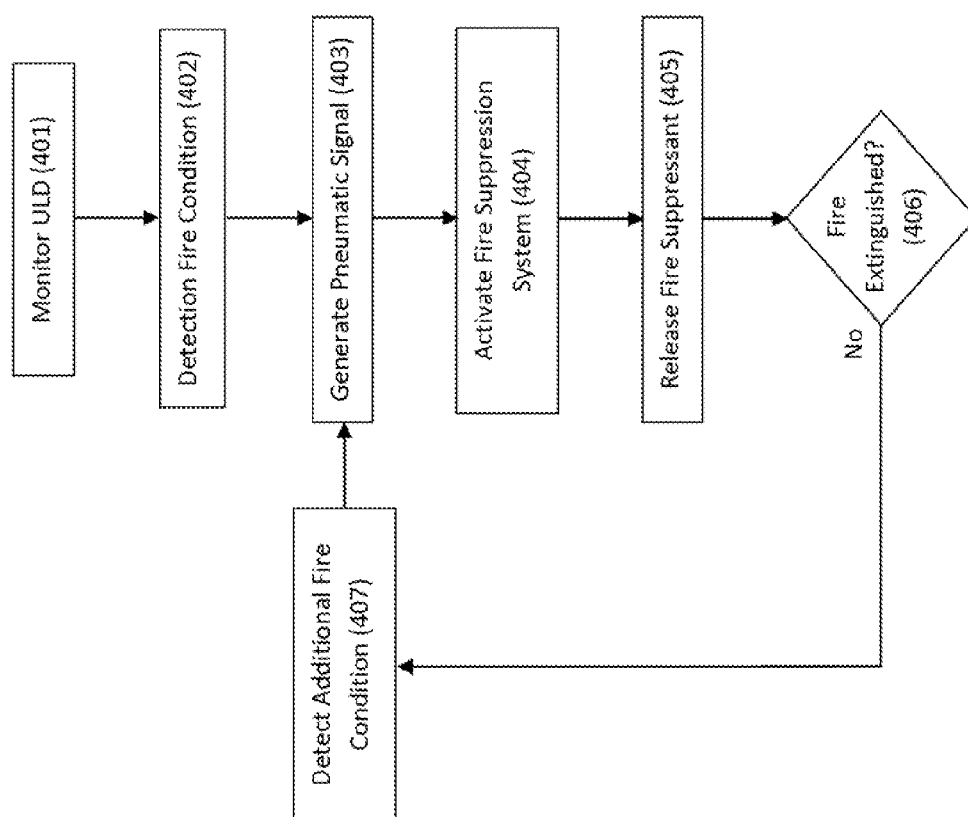 Monitor ULD (401)
Detection Fire Condition (402)
Generate Pneumatic Signal (403)
Activate Fire Suppression
System (404)
Release Fire Suppressant (405)
Fire
Extinguished?
(406)
No
Detect Additional Fire
Condition (407)